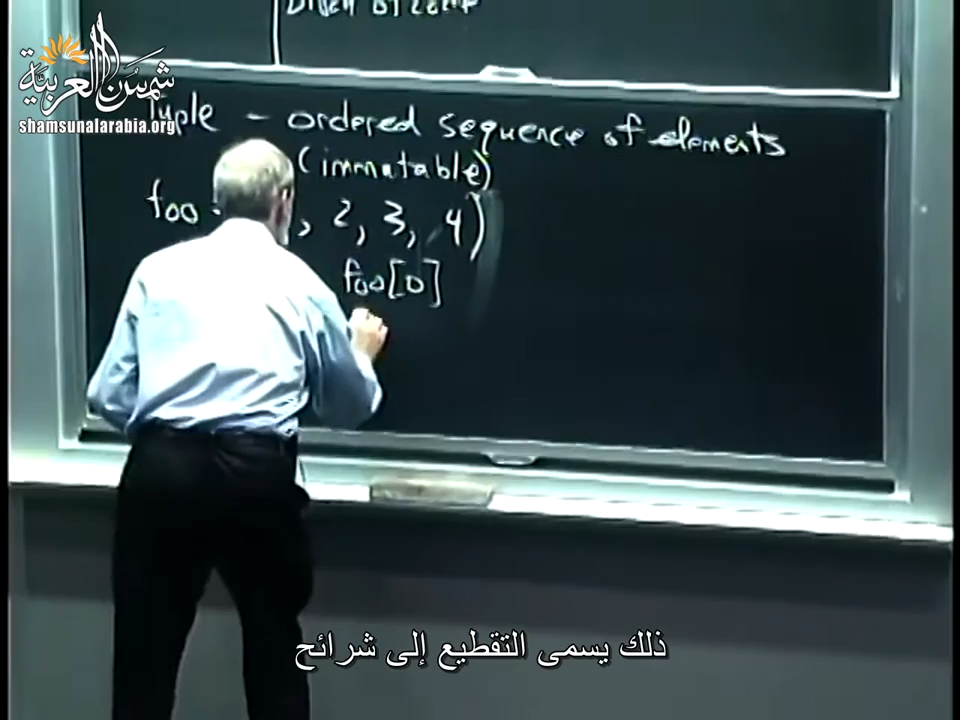 شمس العربية
shamsunalarabia.org
Tuple - ordered sequence of elements
(immutable)
foo , 2, 3, 4)
foo[0]
ذلك يسمى التقطيع إلى شرائح